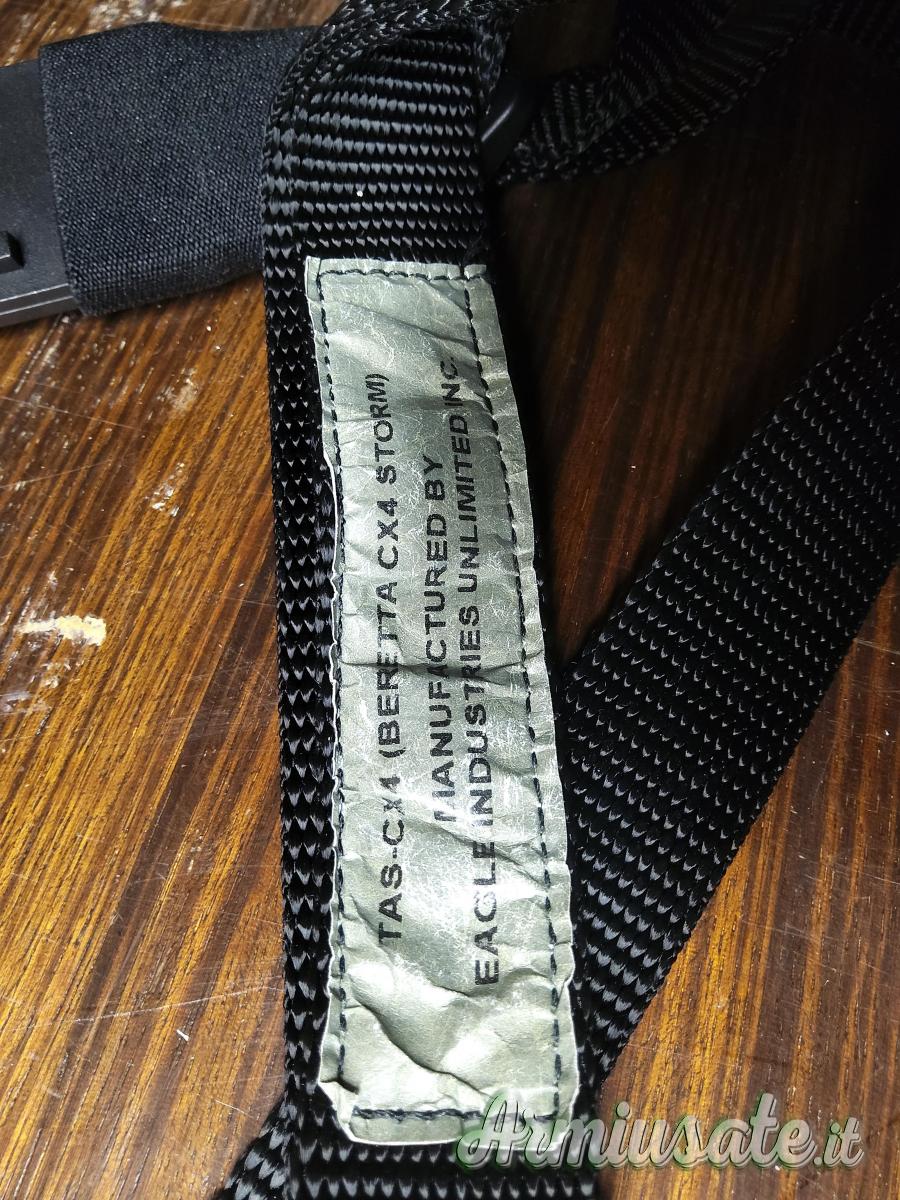 TAS-CX4 (BERETTA CX4 STORM)
MANUFACTURED BY
EAGLE INDUSTRIES UNLIMITED INC.
Armiusate.it